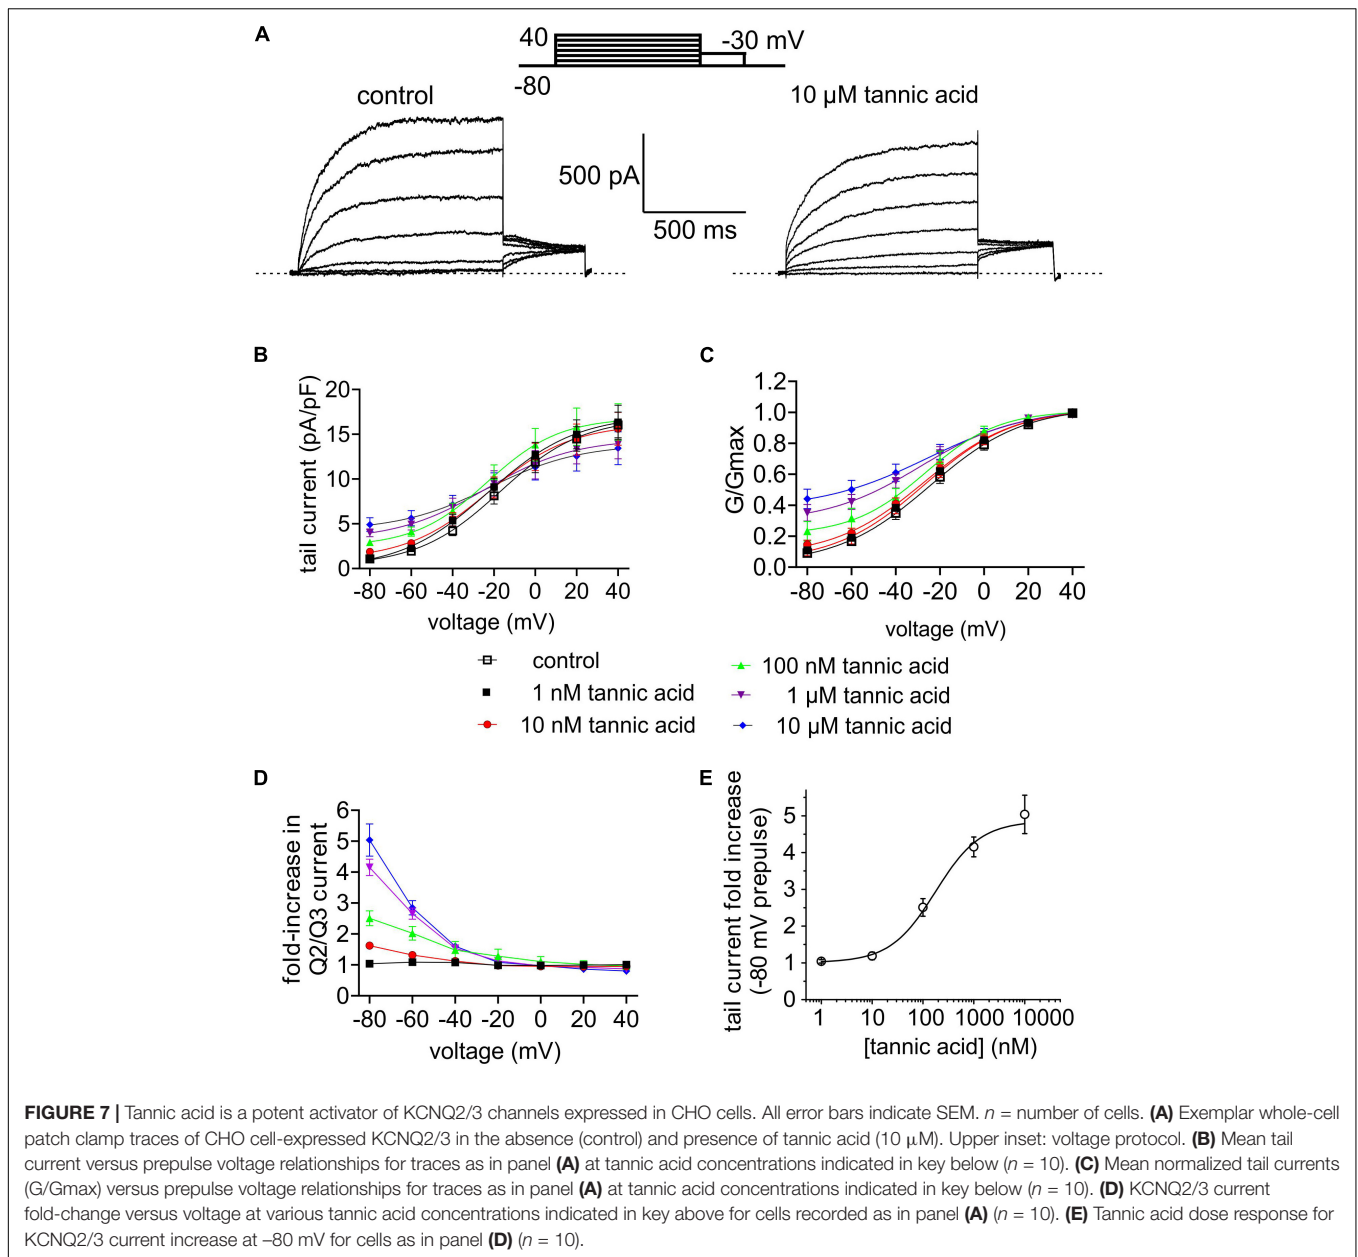 A
40
-30 mV
-80
control
10 µM tannic acid
500 pA
500 ms
B
tail current (pA/pF)
20
15
10
5
0
-80 -60 -40 -20 0 20 40
voltage (mV)
C
G/Gmax
1.2
1.0
0.8
0.6
0.4
0.2
0.0
-80 -60 -40 -20 0 20 40
voltage (mV)
control
1 nM tannic acid
10 nM tannic acid
100 nM tannic acid
1 µM tannic acid
10 µM tannic acid
D
fold-increase in
Q2/Q3 current
6
5
4
3
2
1
0
-80 -60 -40 -20 0 20 40
voltage (mV)
E
tail current fold increase
(-80 mV prepulse)
5
4
3
2
1
0
1 10 100 1000 10000
[tannic acid] (nM)
FIGURE 7 | Tannic acid is a potent activator of KCNQ2/3 channels expressed in CHO cells. All error bars indicate SEM. n = number of cells. (A) Exemplar whole-cell
patch clamp traces of CHO cell-expressed KCNQ2/3 in the absence (control) and presence of tannic acid (10 µM). Upper inset: voltage protocol. (B) Mean tail
current versus prepulse voltage relationships for traces as in panel (A) at tannic acid concentrations indicated in key below (n = 10). (C) Mean normalized tail currents
(G/Gmax) versus prepulse voltage relationships for traces as in panel (A) at tannic acid concentrations indicated in key below (n = 10). (D) KCNQ2/3 current
fold-change versus voltage at various tannic acid concentrations indicated in key above for cells recorded as in panel (A) (n = 10). (E) Tannic acid dose response for
KCNQ2/3 current increase at –80 mV for cells as in panel (D) (n = 10).